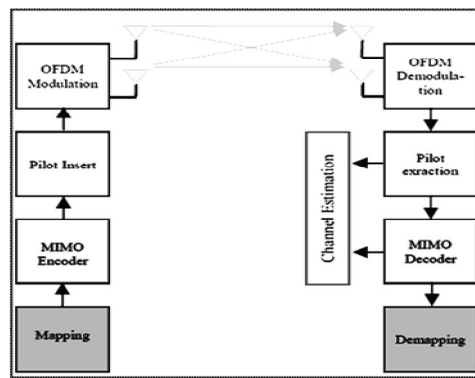 OFDM
Modulation
OFDM
Demodula-
tion
Pilot Insert
Pilot
exraction
Channel Estimation
MIMO
Encoder
MIMO
Decoder
Mapping
Demapping